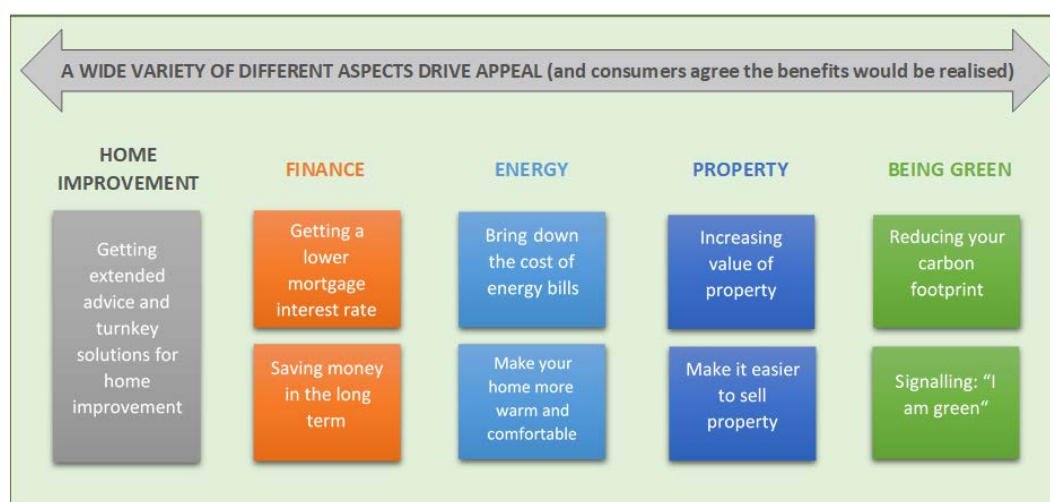 A WIDE VARIETY OF DIFFERENT ASPECTS DRIVE APPEAL (and consumers agree the benefits would be realised)
HOME
IMPROVEMENT
Getting
extended
advice and
turnkey
solutions for
home
improvement
FINANCE
Getting a
lower
mortgage
interest rate
Saving money
in the long
term
ENERGY
Bring down
the cost of
energy bills
Make your
home more
warm and
comfortable
PROPERTY
Increasing
value of
property
Make it easier
to sell
property
BEING GREEN
Reducing your
carbon
footprint
Signalling: “I
am green“